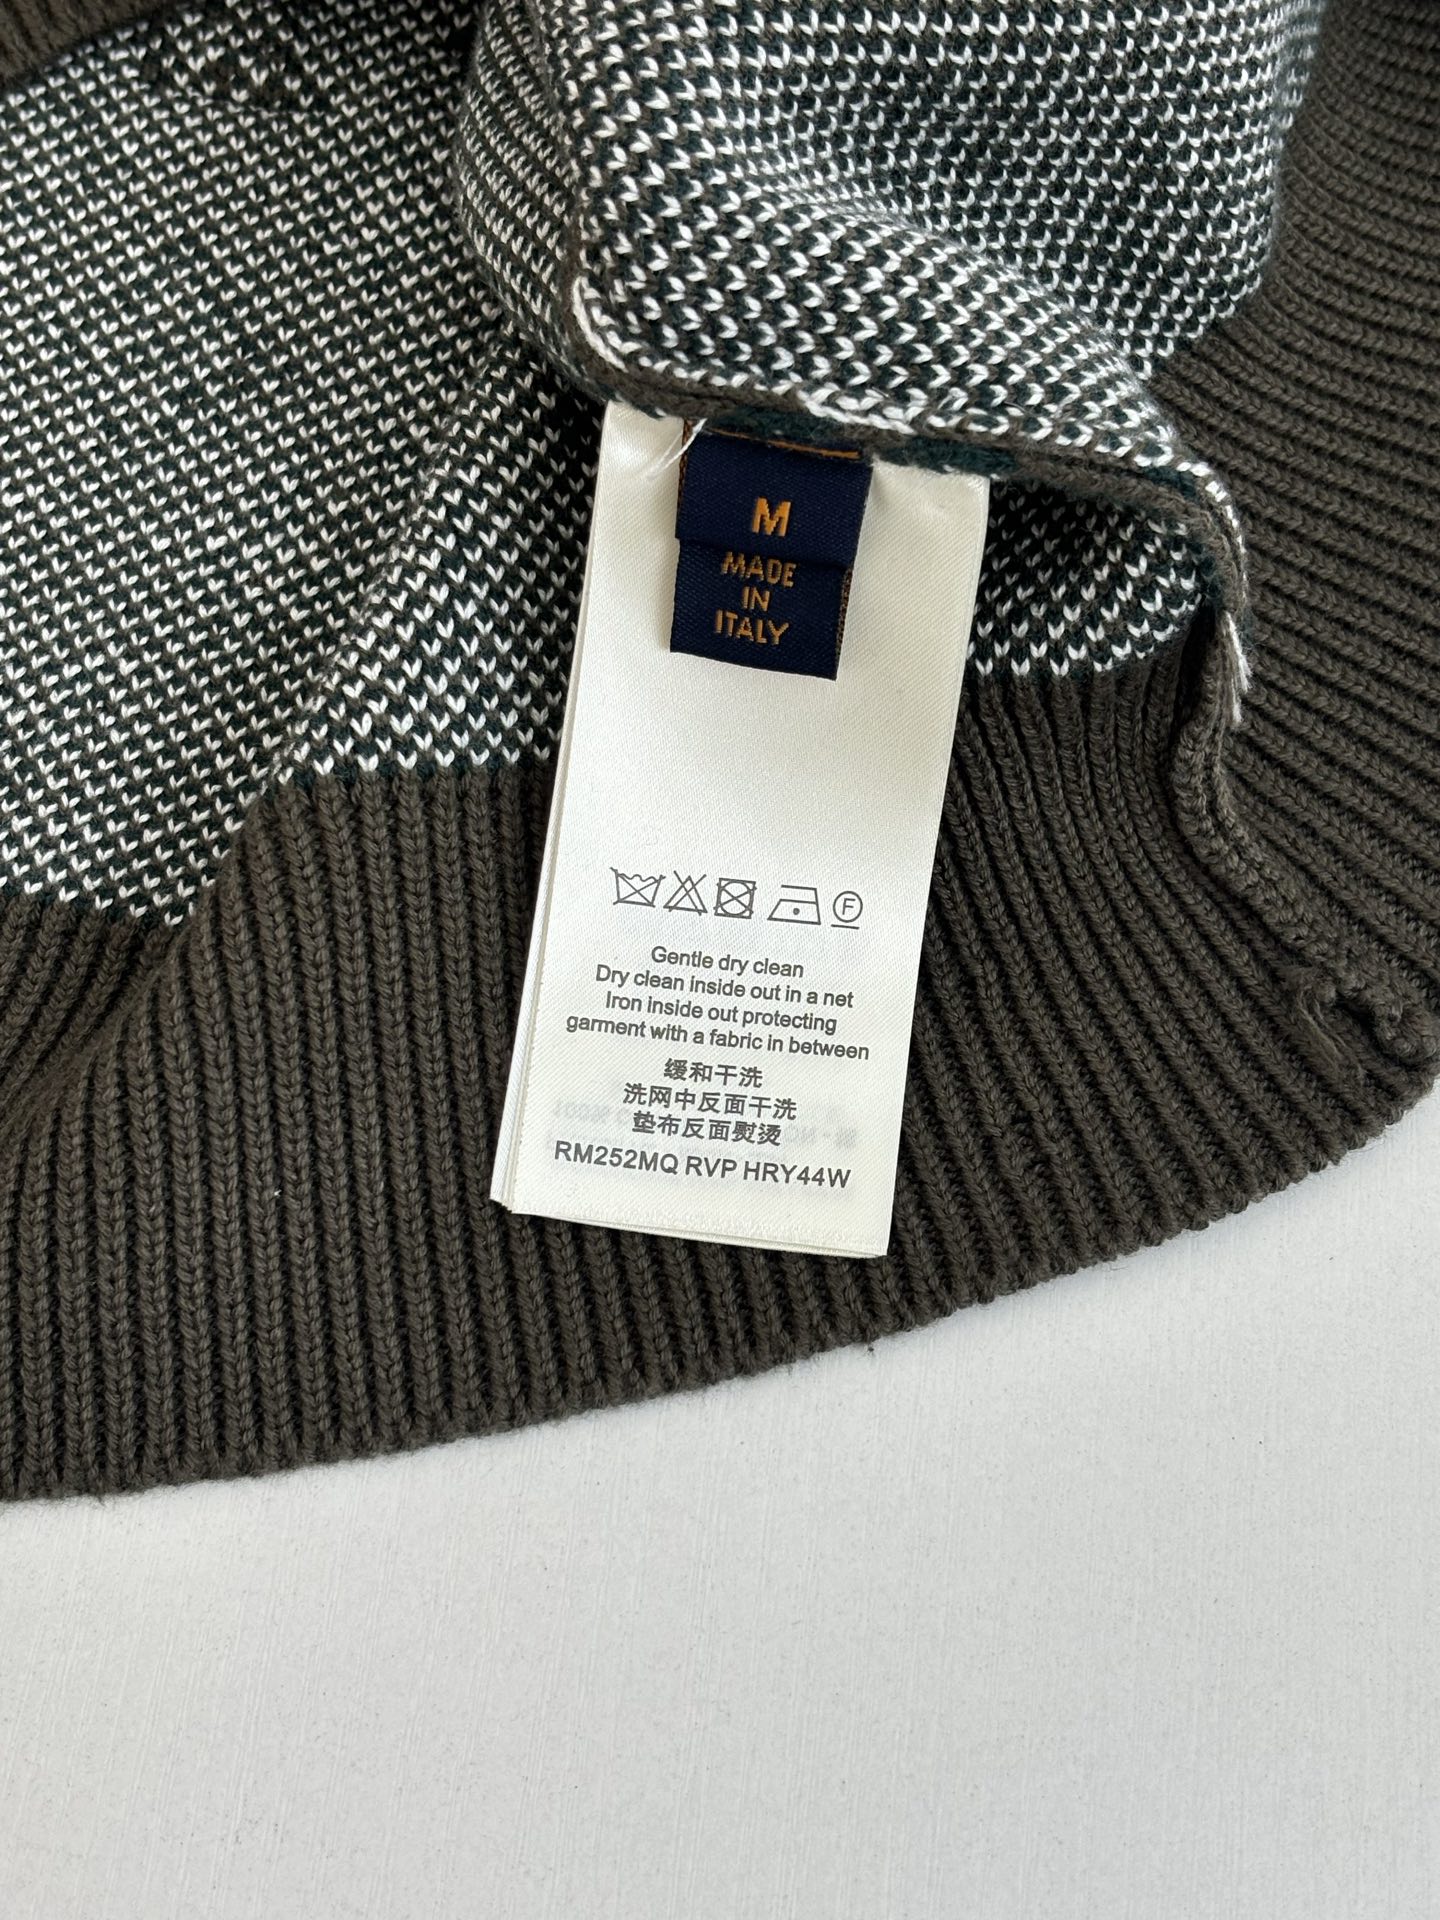 M
MADE
IN
ITALY
F
Gentle dry clean
Dry clean inside out in a net
Iron inside out protecting
garment with a fabric in between
缓和干洗
洗网中反面干洗
垫布反面熨烫
RM252MQ RVP HRY44W